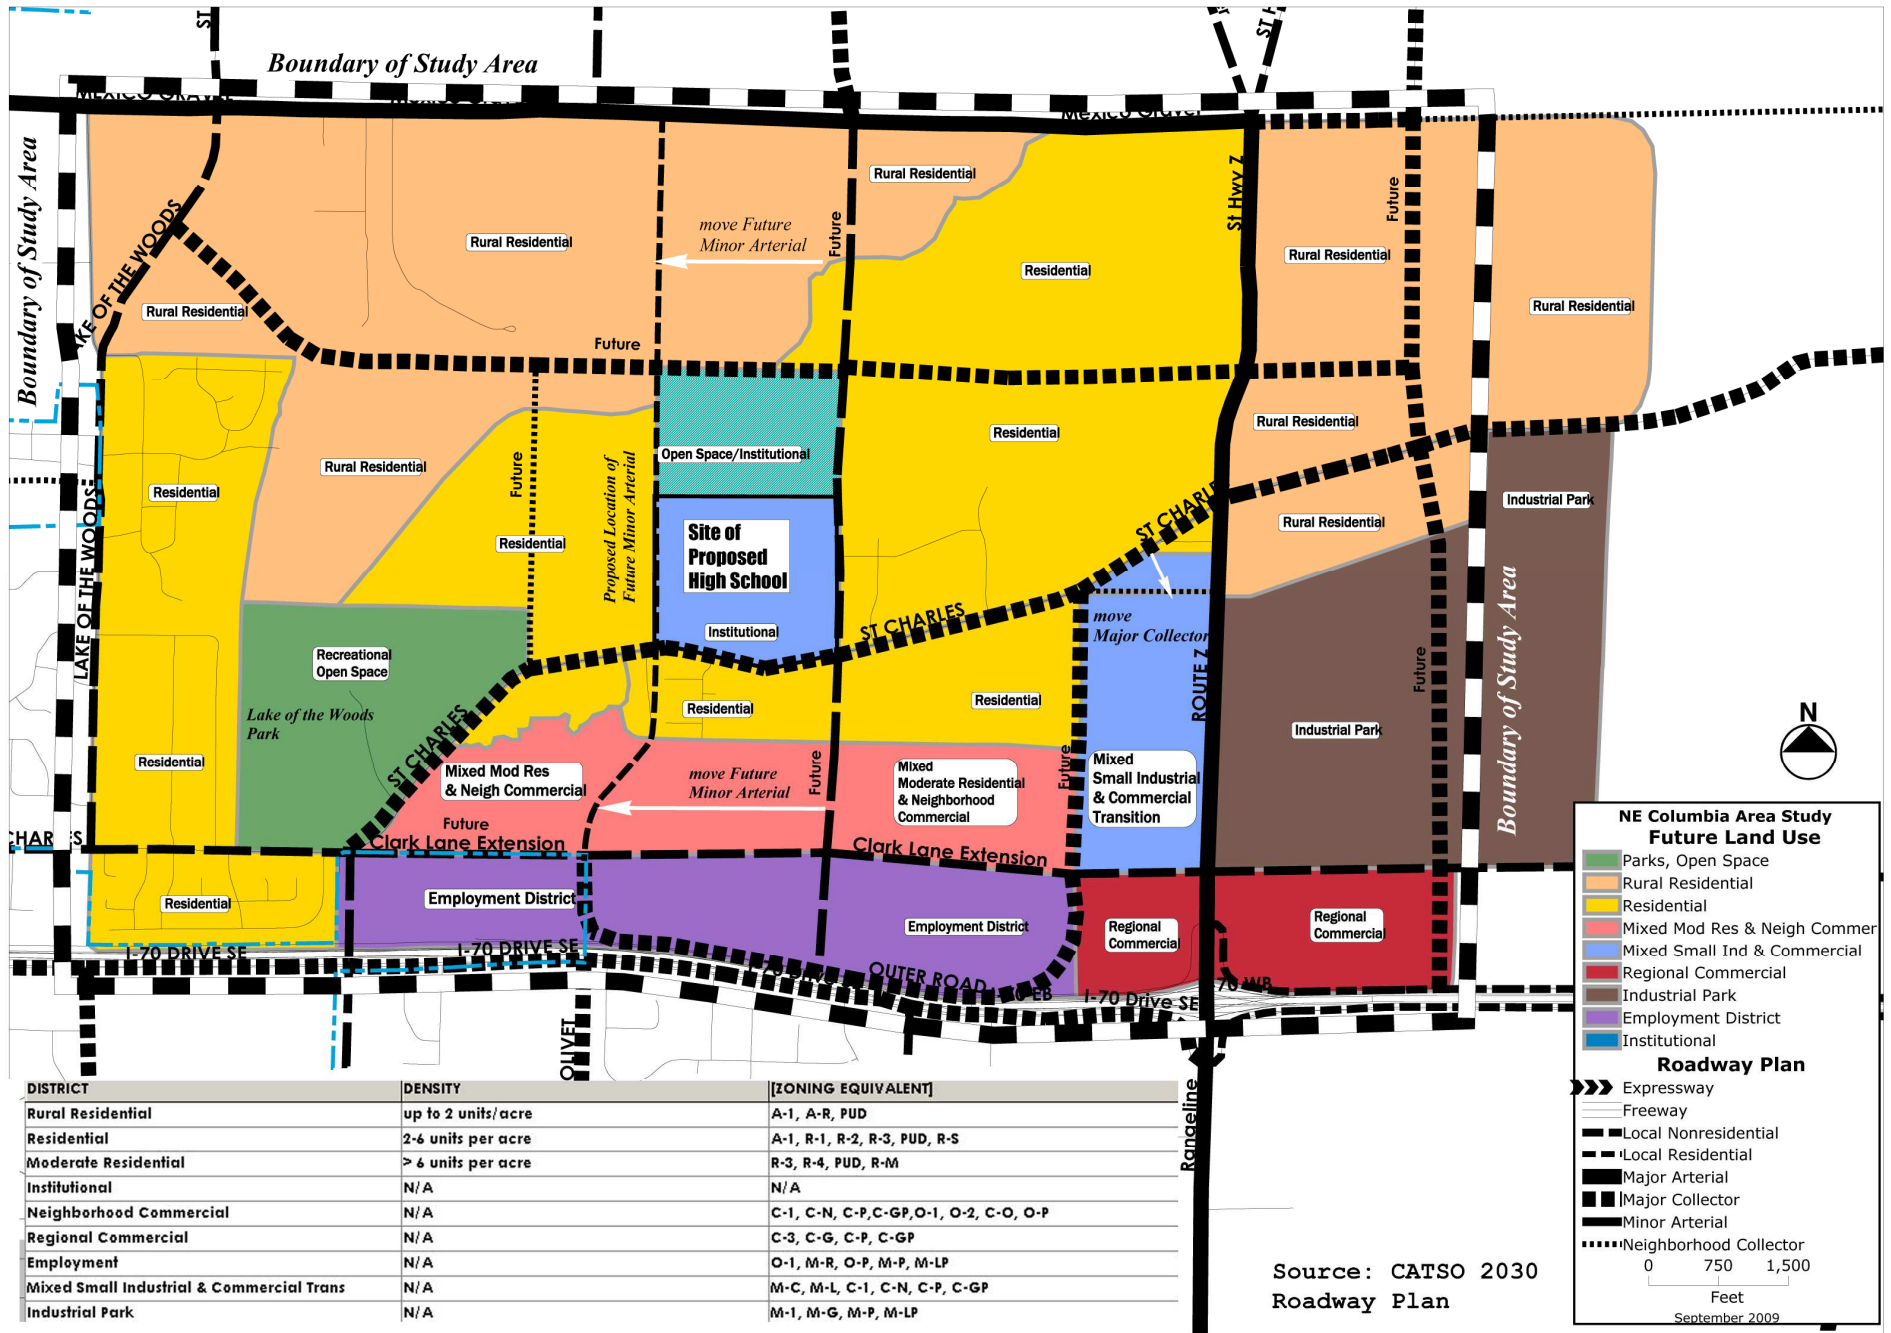 ST
ST H
Boundary of Study Area
Mexico Gravel
Boundary of Study Area
Rural Residential
St Hwy Z
Future
move Future
Minor Arterial
Future
Rural Residential
Rural Residential
Residential
Rural Residential
LAKE OF THE WOODS
Rural Residential
Future
Rural Residential
Rural Residential
Residential
Rural Residential
Open Space/Institutional
Future
Proposed Location of
Future Minor Arterial
Residential
LAKE OF THE WOODS
ST CHARLES
Industrial Park
Rural Residential
Site of
Proposed
High School
Residential
Institutional
ST CHARLES
move
Major Collector
ROUTE Z
Future
Boundary of Study Area
Recreational
Open Space
Lake of the Woods
Park
Residential
Residential
Industrial Park
N
Residential
ST CHARLES
Mixed Mod Res
& Neigh Commercial
move Future
Minor Arterial
Future
Mixed
Moderate Residential
& Neighborhood
Commercial
Future
Mixed
Small Industrial
& Commercial
Transition
CHARLES
Future
Clark Lane Extension
Clark Lane Extension
Residential
Employment District
Employment District
Regional
Commercial
Regional
Commercial
I-70 DRIVE SE
I-70 DRIVE SE
OUTER ROAD
I-70 Drive SE
70 WB
OLIVET
Rangeline
NE Columbia Area Study
Future Land Use
Parks, Open Space
Rural Residential
Residential
Mixed Mod Res & Neigh Commer
Mixed Small Ind & Commercial
Regional Commercial
Industrial Park
Employment District
Institutional
Roadway Plan
Expressway
Freeway
Local Nonresidential
Local Residential
Major Arterial
Major Collector
Minor Arterial
Neighborhood Collector
0 750 1,500
Feet
September 2009
DISTRICT DENSITY [ZONING EQUIVALENT]
Rural Residential up to 2 units/acre A-1, A-R, PUD
Residential 2-6 units per acre A-1, R-1, R-2, R-3, PUD, R-S
Moderate Residential > 6 units per acre R-3, R-4, PUD, R-M
Institutional N/A N/A
Neighborhood Commercial N/A C-1, C-N, C-P,C-GP,O-1, O-2, C-O, O-P
Regional Commercial N/A C-3, C-G, C-P, C-GP
Employment N/A O-1, M-R, O-P, M-P, M-LP
Mixed Small Industrial & Commercial Trans N/A M-C, M-L, C-1, C-N, C-P, C-GP
Industrial Park N/A M-1, M-G, M-P, M-LP
Source: CATSO 2030
Roadway Plan